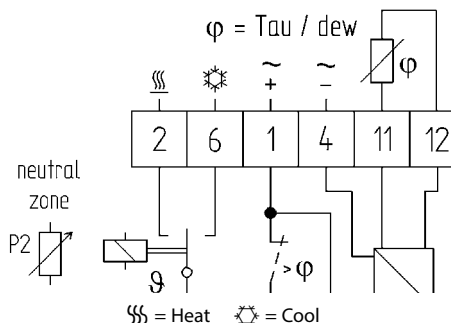 φ = Tau / dew
~ ~
+ −
φ
2 6 1 4 11 12
neutral
zone
P2
ϑ
> φ
= Heat = Cool